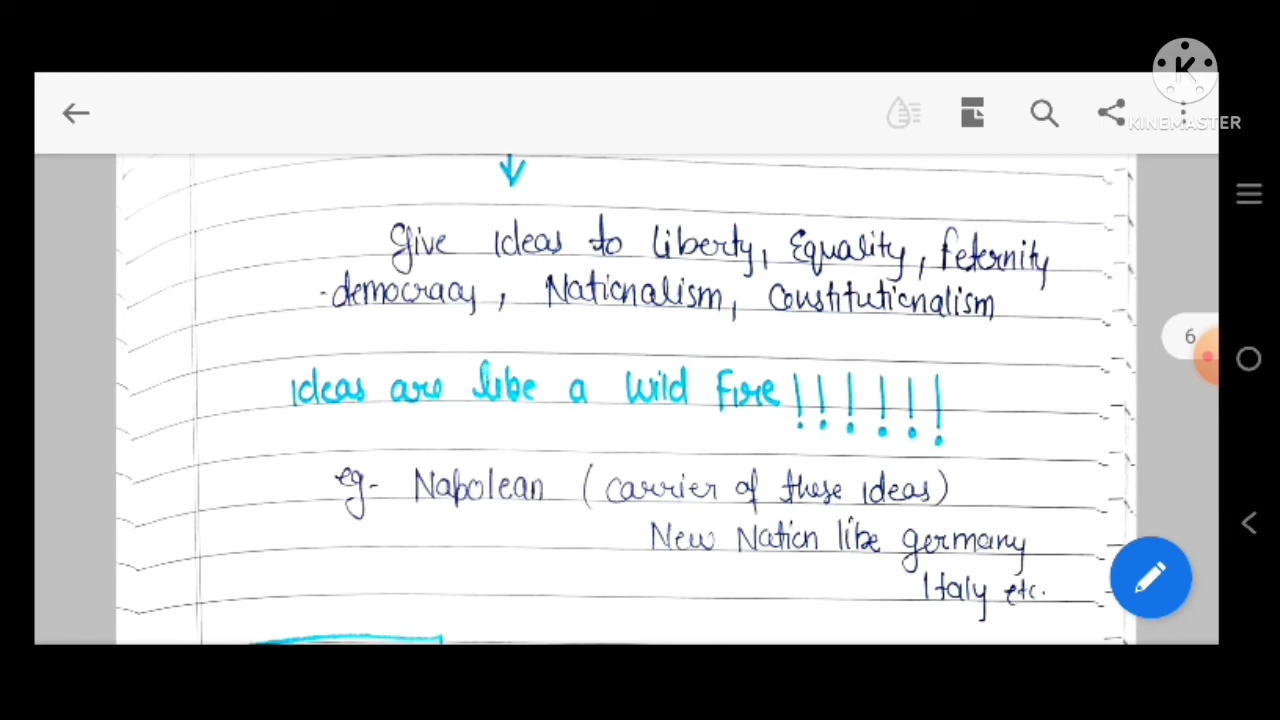 KINEMASTER
Give Ideas to Liberty, Equality, Feternity
-democracy, Nationalism, Constitutionalism
6
Ideas are like a Wild Fire!!!!!!
eg- Napolean (carrier of these ideas)
New Nation like germany
Italy etc.